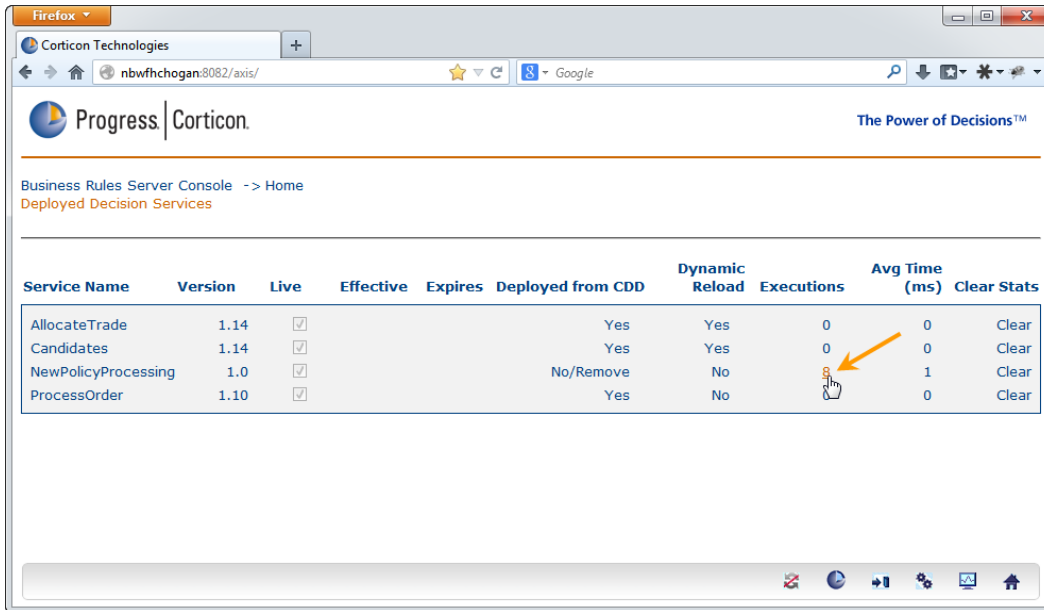 Firefox
Corticon Technologies
nbwfhchogan:8082/axis/
Google
Progress Corticon.
The Power of Decisions™
Business Rules Server Console -> Home
Deployed Decision Services
Service Name Version Live Effective Expires Deployed from CDD Dynamic Reload Executions Avg Time (ms) Clear Stats
AllocateTrade 1.14 Yes Yes 0 0 Clear
Candidates 1.14 Yes Yes 0 0 Clear
NewPolicyProcessing 1.0 No/Remove No 8 1 Clear
ProcessOrder 1.10 Yes No 0 0 Clear